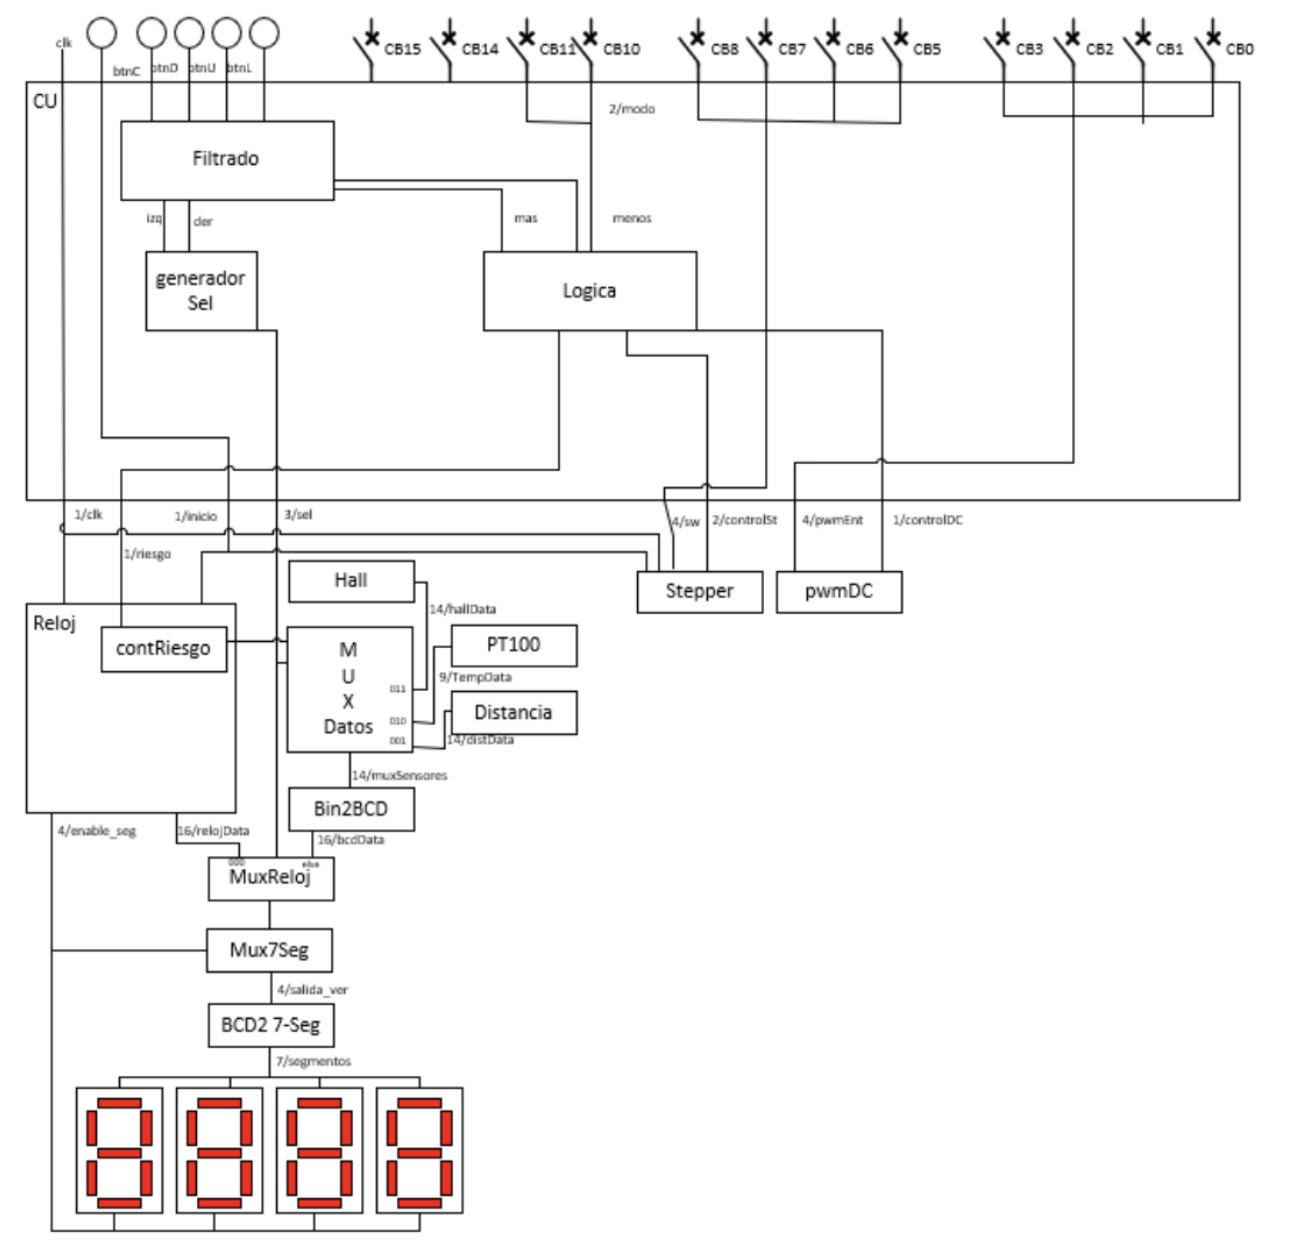 clk
btnC
btnD
btnU
btnL
CB15
CB14
CB11
CB10
CB8
CB7
CB6
CB5
CB3
CB2
CB1
CB0
CU
2/modo
Filtrado
izq
der
mas
menos
generador
Sel
Logica
1/clk
1/inicio
3/sel
4/sw
2/controlSt
4/pwmEnt
1/controlDC
1/riesgo
Hall
Stepper
pwmDC
Reloj
14/hallData
contRiesgo
M
U
X
Datos
PT100
9/TempData
011
010
001
Distancia
14/distData
14/muxSensores
Bin2BCD
4/enable_seg
16/relojData
16/bcdData
000
else
MuxReloj
Mux7Seg
4/salida_ver
BCD2 7-Seg
7/segmentos